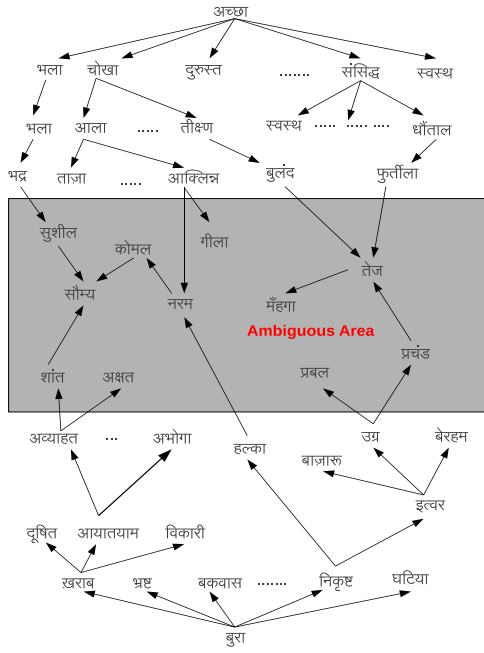 अच्छा
भला चोखा दुरुस्त ....... संसिद्ध स्वस्थ
भला आला ..... तीक्ष्ण स्वस्थ ..... .... .... धौंताल
भद्र ताज़ा ..... आक्लिन्न बुलंद फुर्तीला
सुशील कोमल गीला
सौम्य नरम मँहगा तेज
Ambiguous Area
शांत अक्षत प्रबल प्रचंड
अव्याहत ... अभोगा हल्का उग्र बेरहम
बाज़ारू
इत्वर
दूषित आयातयाम विकारी
ख़राब भ्रष्ट बकवास ....... निकृष्ट घटिया
बुरा